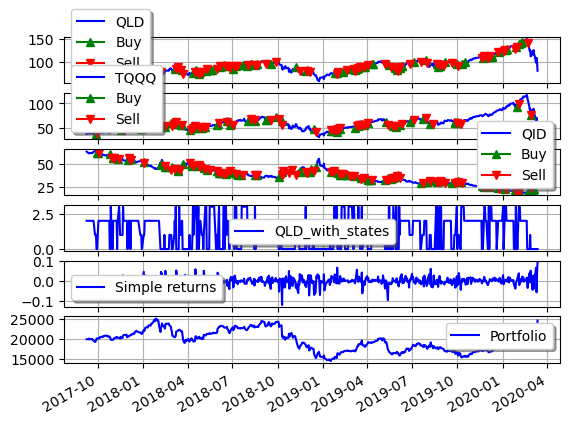 QLD
Buy
Sell
150
100
TQQQ
Buy
Sell
100
50
QID
Buy
Sell
50
25
2.5
0.0
QLD_with_states
0.1
0.0
−0.1
Simple returns
25000
20000
15000
Portfolio
2017-10
2018-01
2018-04
2018-07
2018-10
2019-01
2019-04
2019-07
2019-10
2020-01
2020-04